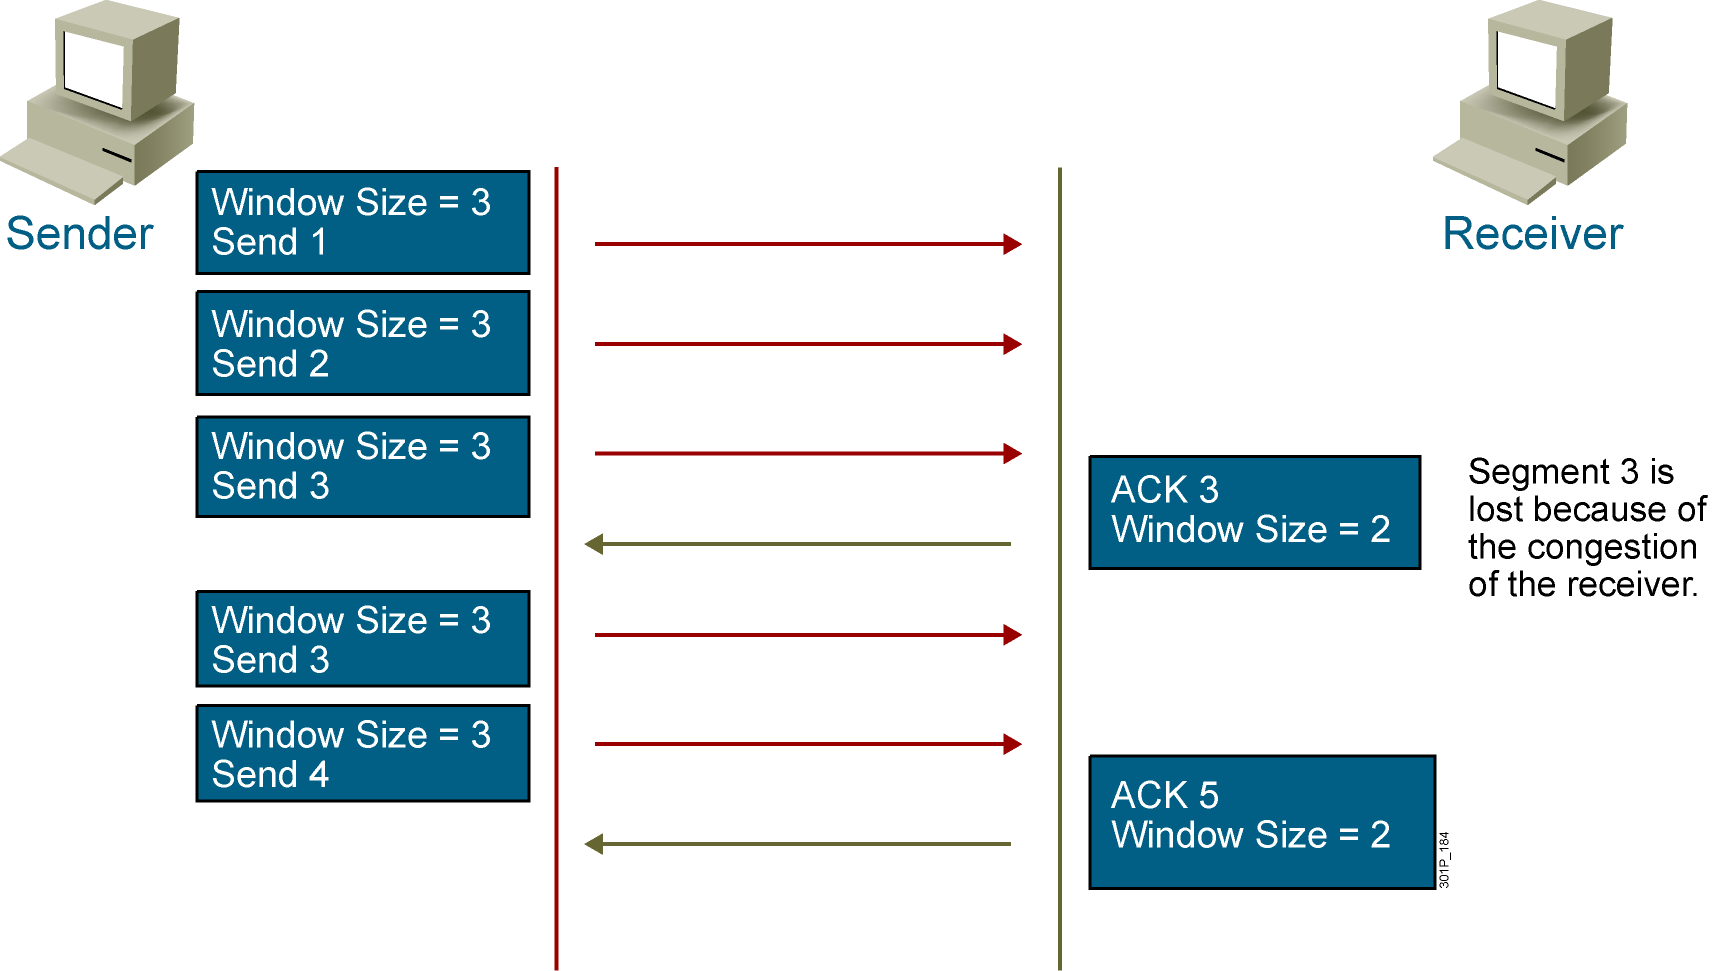 Sender
Receiver
Window Size = 3
Send 1
Window Size = 3
Send 2
Window Size = 3
Send 3
ACK 3
Window Size = 2
Segment 3 is
lost because of
the congestion
of the receiver.
Window Size = 3
Send 3
Window Size = 3
Send 4
ACK 5
Window Size = 2
301P_184